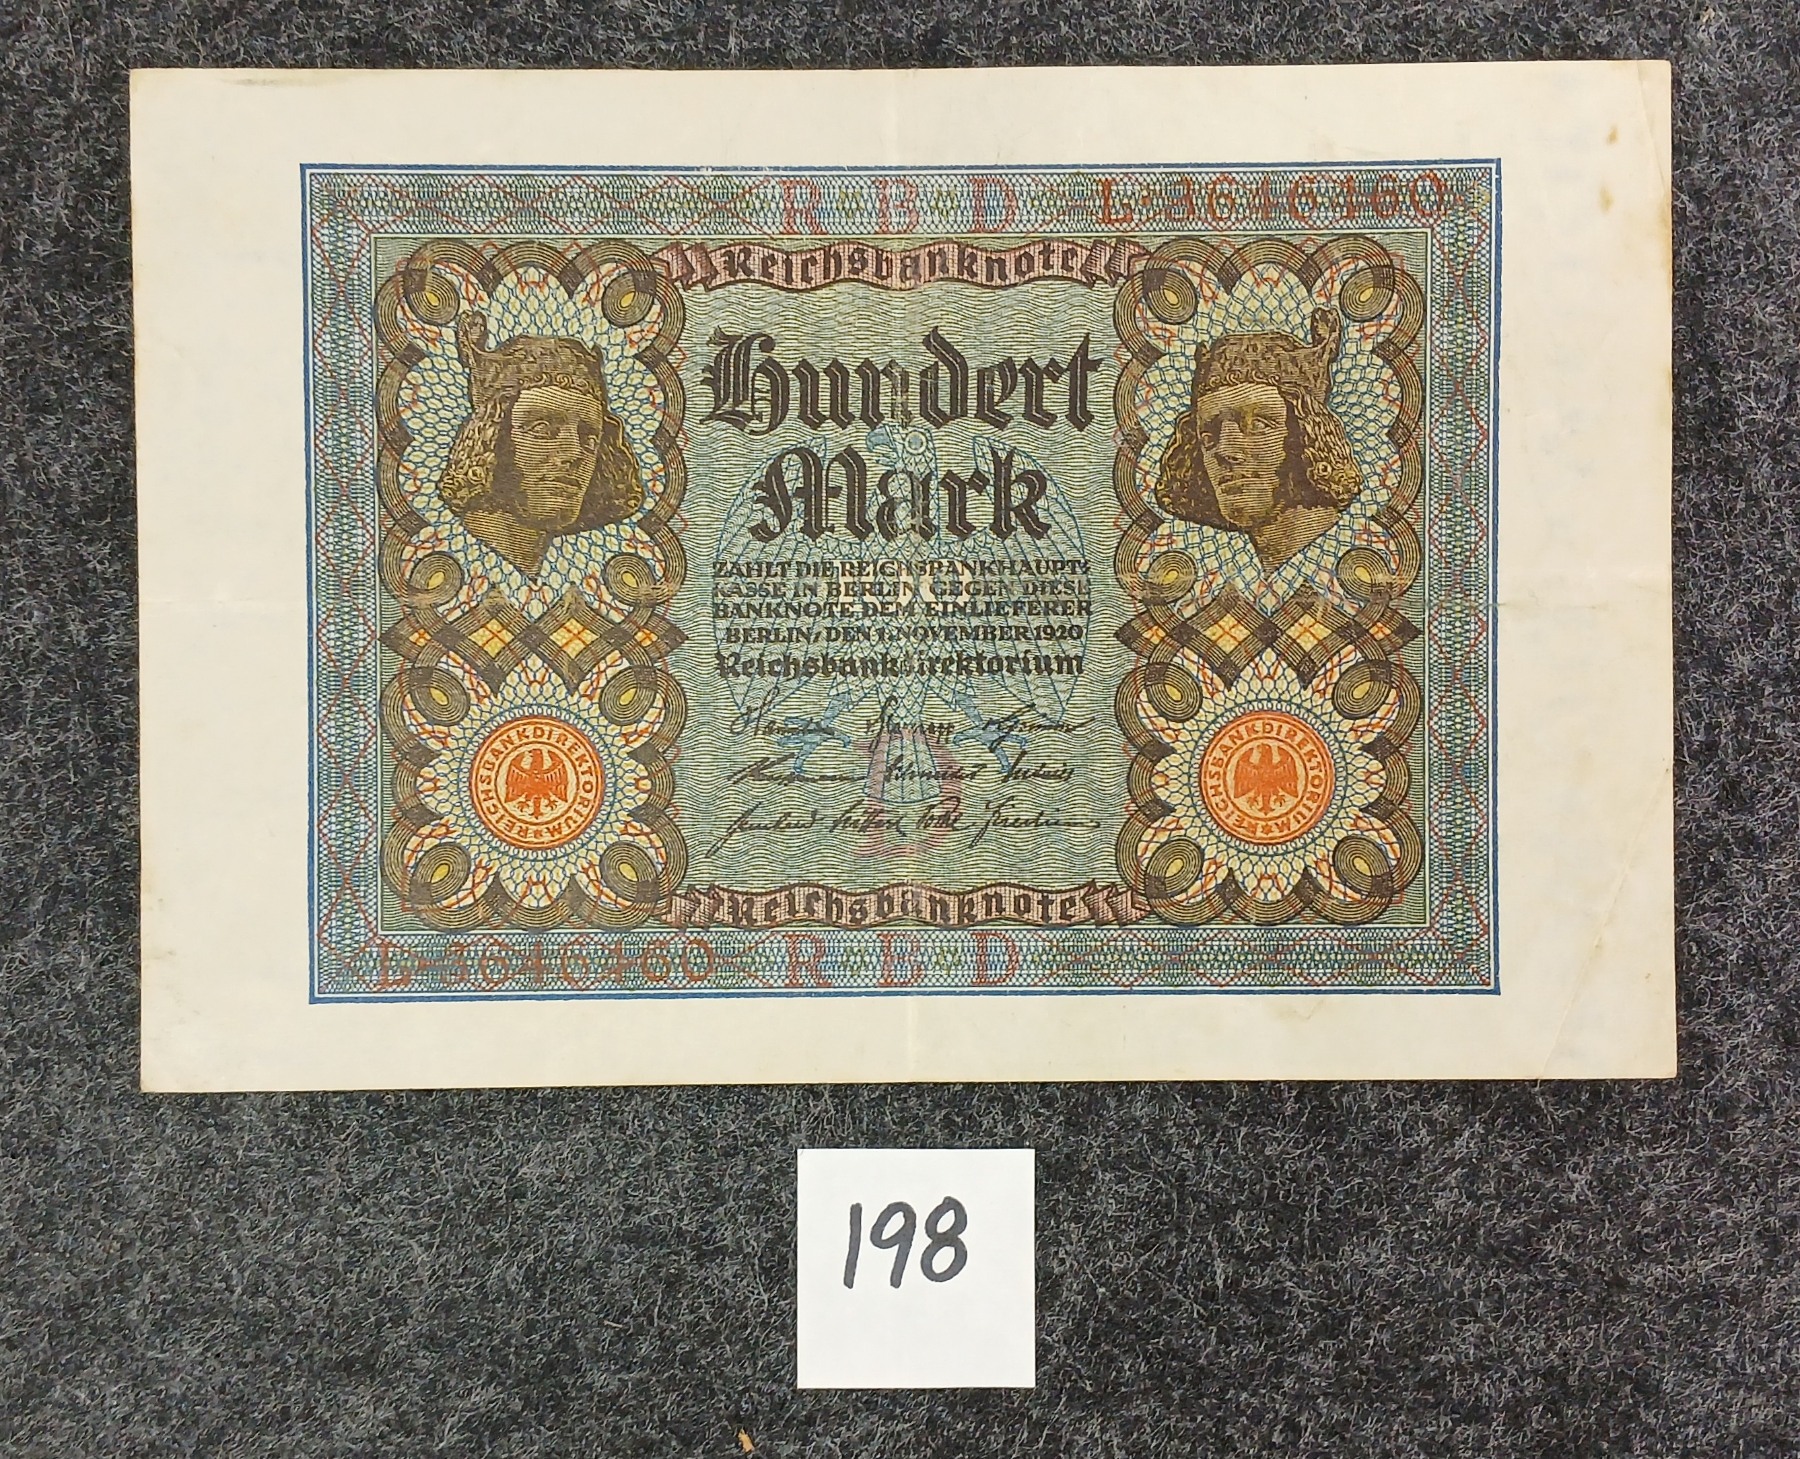 R·B·D L·3646460
Reichsbanknote
Hundert
Mark
ZAHLT DIE REICHSBANKHAUPT=
KASSE IN BERLIN GEGEN DIESE
BANKNOTE DEM EINLIEFERER
BERLIN, DEN 1. NOVEMBER 1920
Reichsbankdirektorium
REICHSBANKDIREKTORIUM
REICHSBANKDIREKTORIUM
Reichsbanknote
L·3646460 R·B·D
198